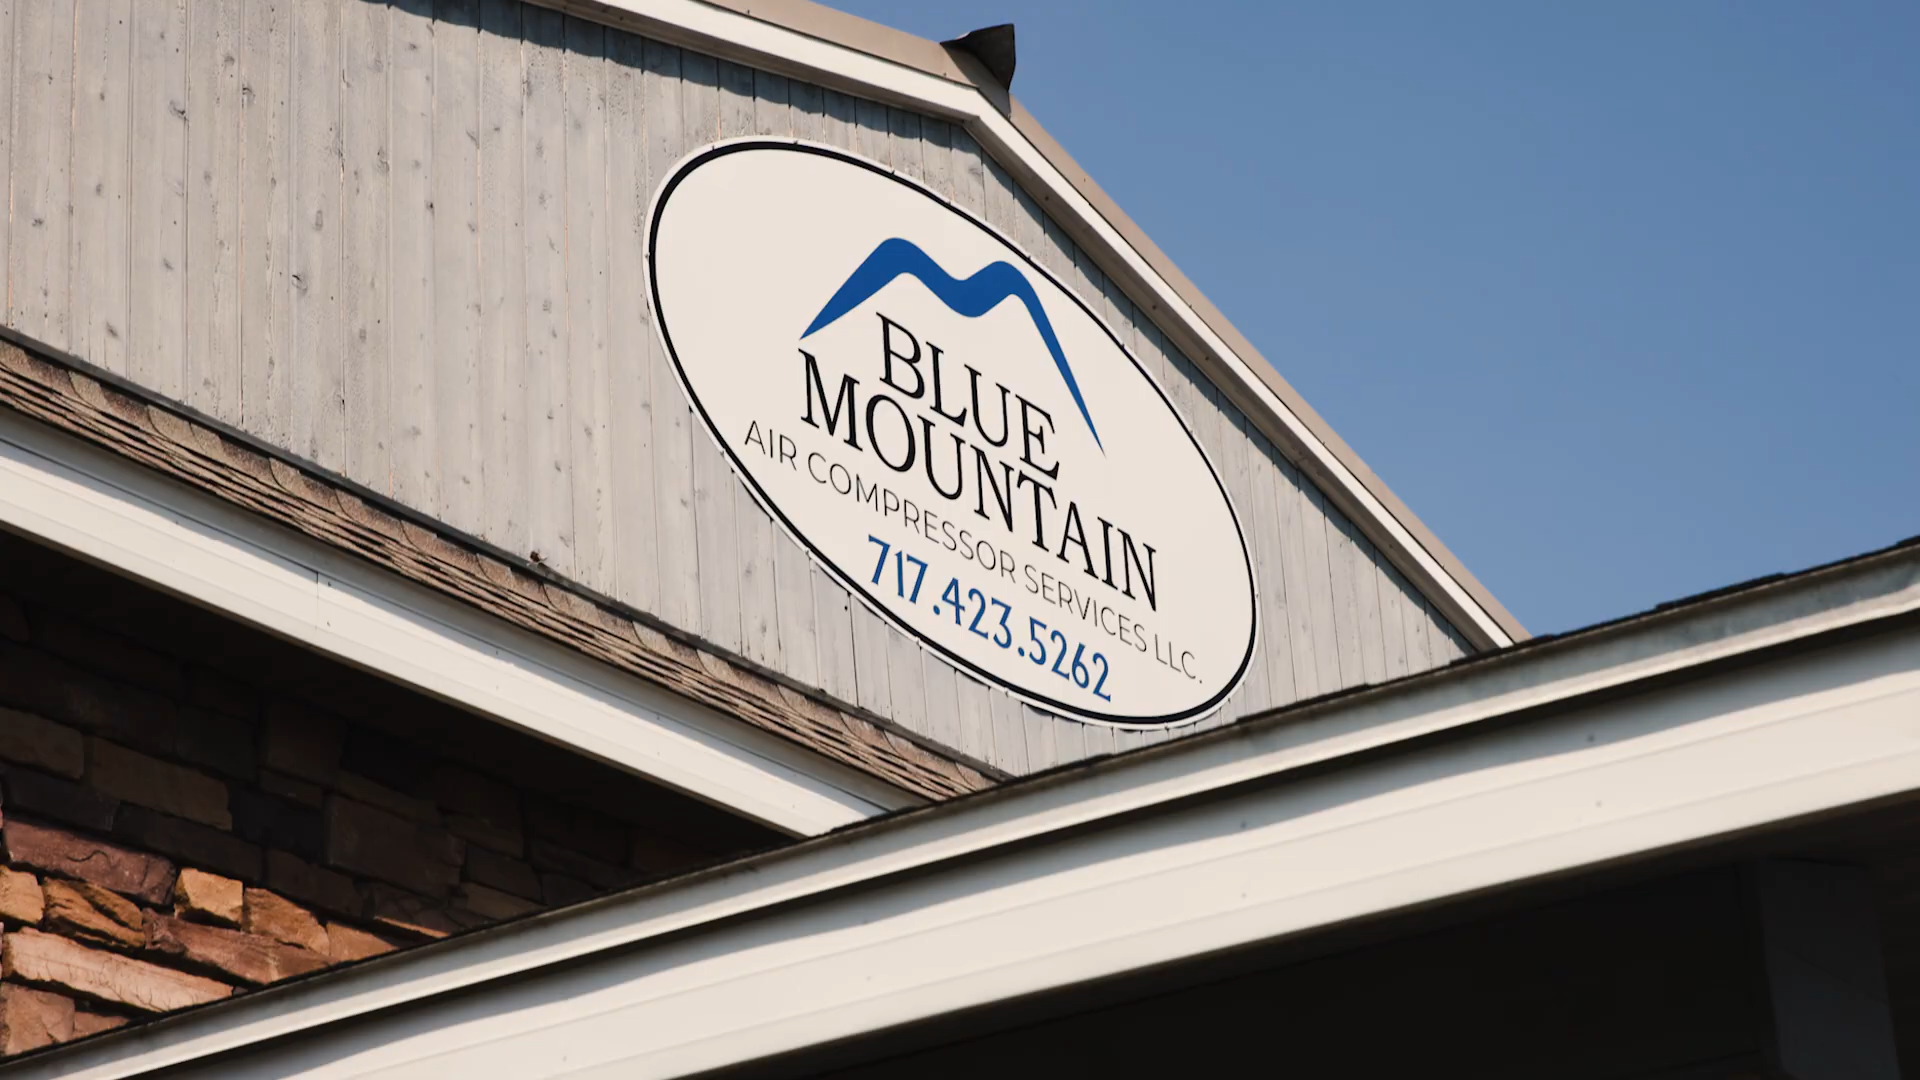 BLUE
MOUNTAIN
AIR COMPRESSOR SERVICES LLC.
717.423.5262